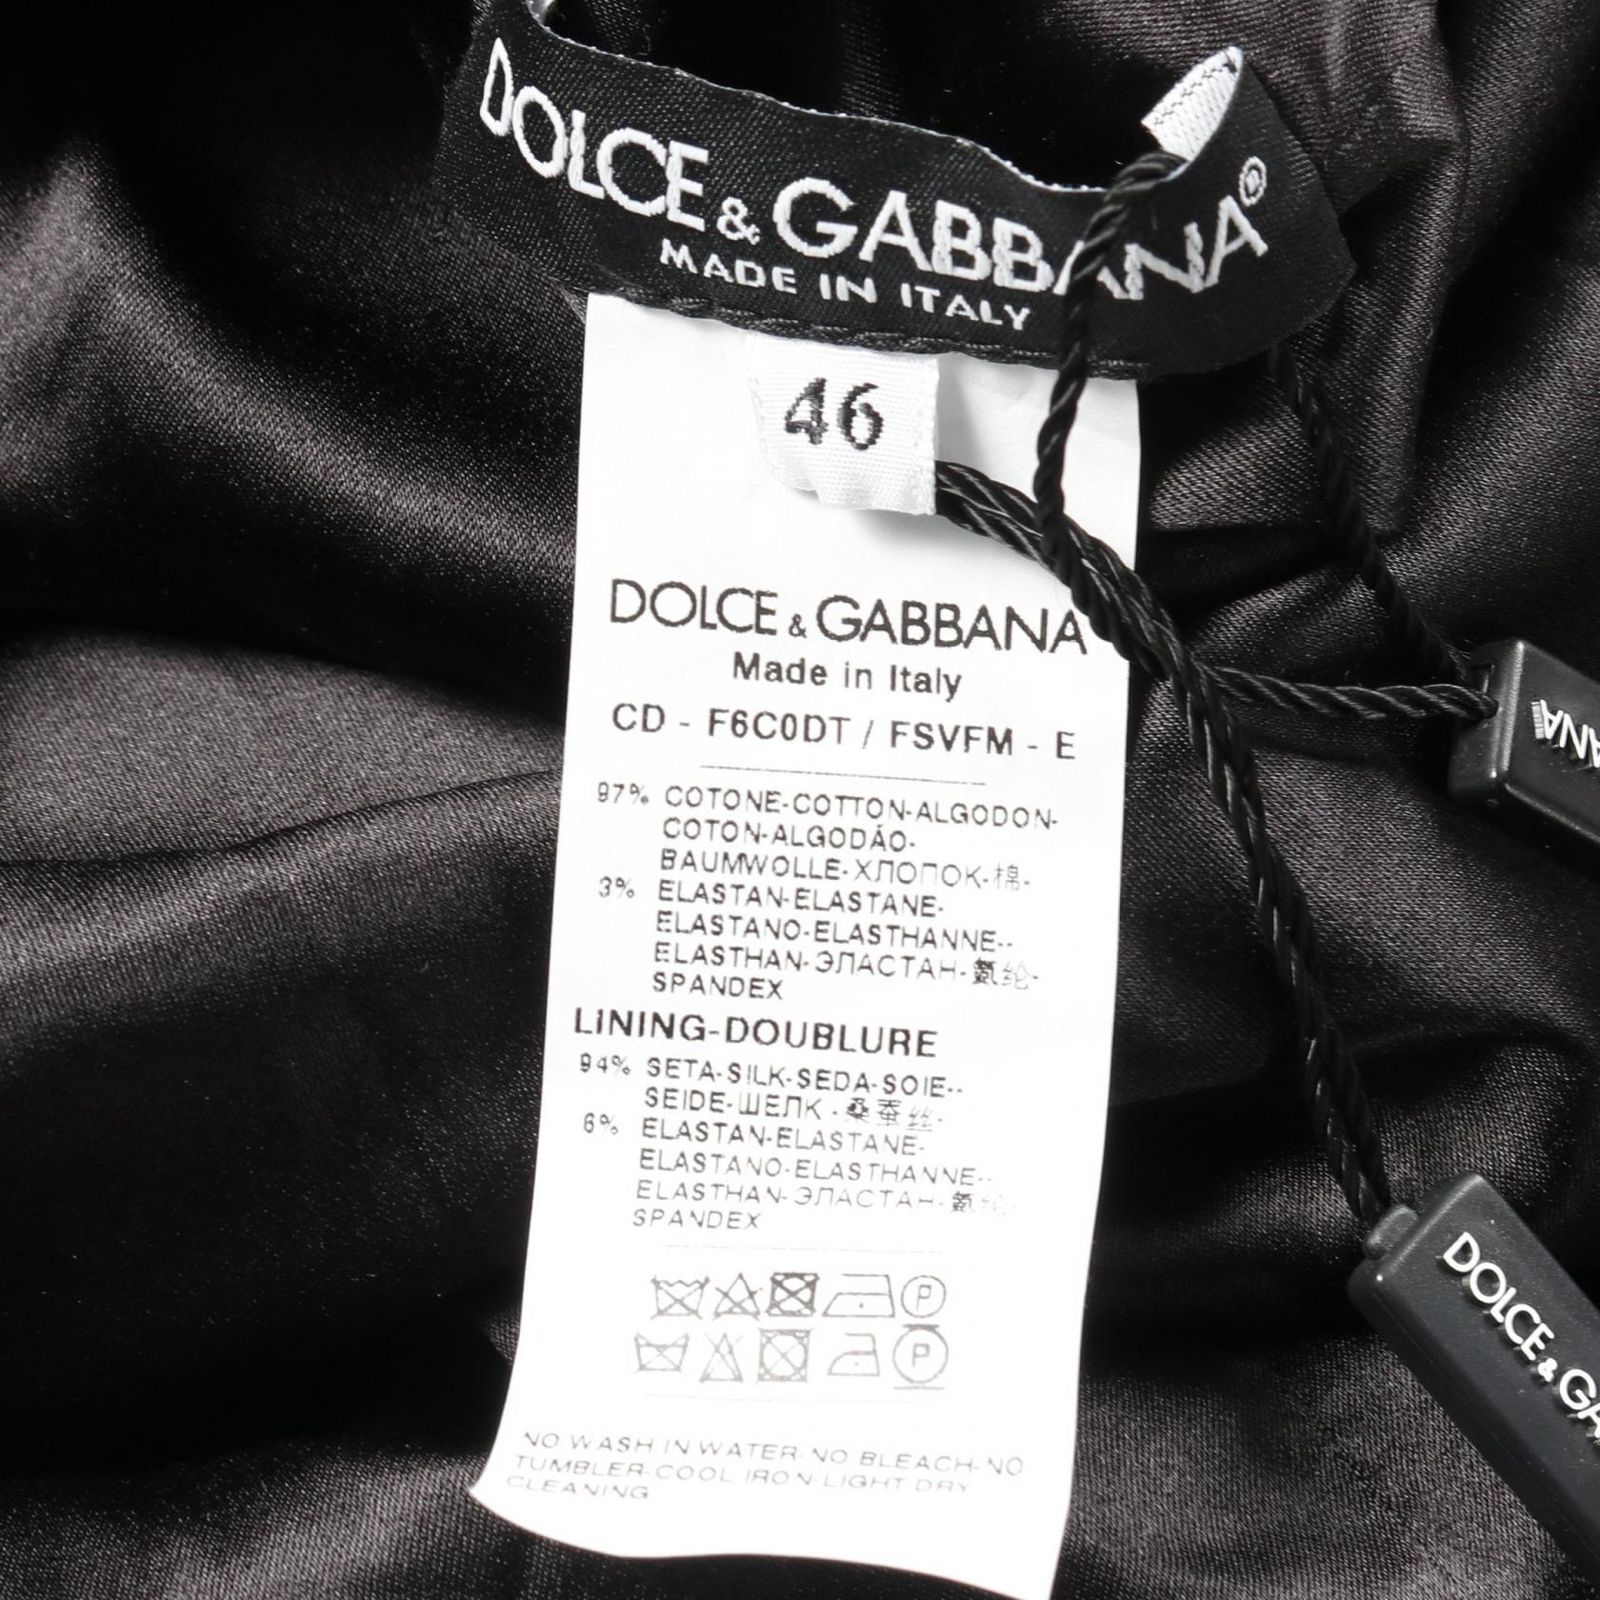 DOLCE & GABBANA®
MADE IN ITALY
46
DOLCE & GABBANA
Made in Italy
CD - F6C0DT / FSVFM - E
97% COTONE-COTTON-ALGODON-
COTON-ALGODÃO-
BAUMWOLLE-ХЛОПОК-棉-
3% ELASTAN-ELASTANE-
ELASTANO-ELASTHANNE--
ELASTHAN-ЭЛАСТАН-氨纶-
SPANDEX
LINING-DOUBLURE
94% SETA-SILK-SEDA-SOIE--
SEIDE-ШЕЛК-桑蚕丝-
6% ELASTAN-ELASTANE-
ELASTANO-ELASTHANNE--
ELASTHAN-ЭЛАСТАН-氨纶-
SPANDEX
P
P
NO WASH IN WATER-NO BLEACH-NO
TUMBLER-COOL IRON-LIGHT DRY
CLEANING
ANA
DOLCE & GA